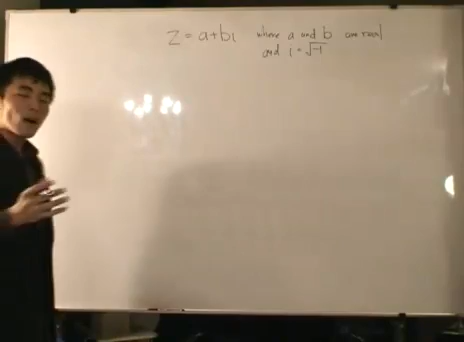 z = a+bi where a and b are real
and i = √-1